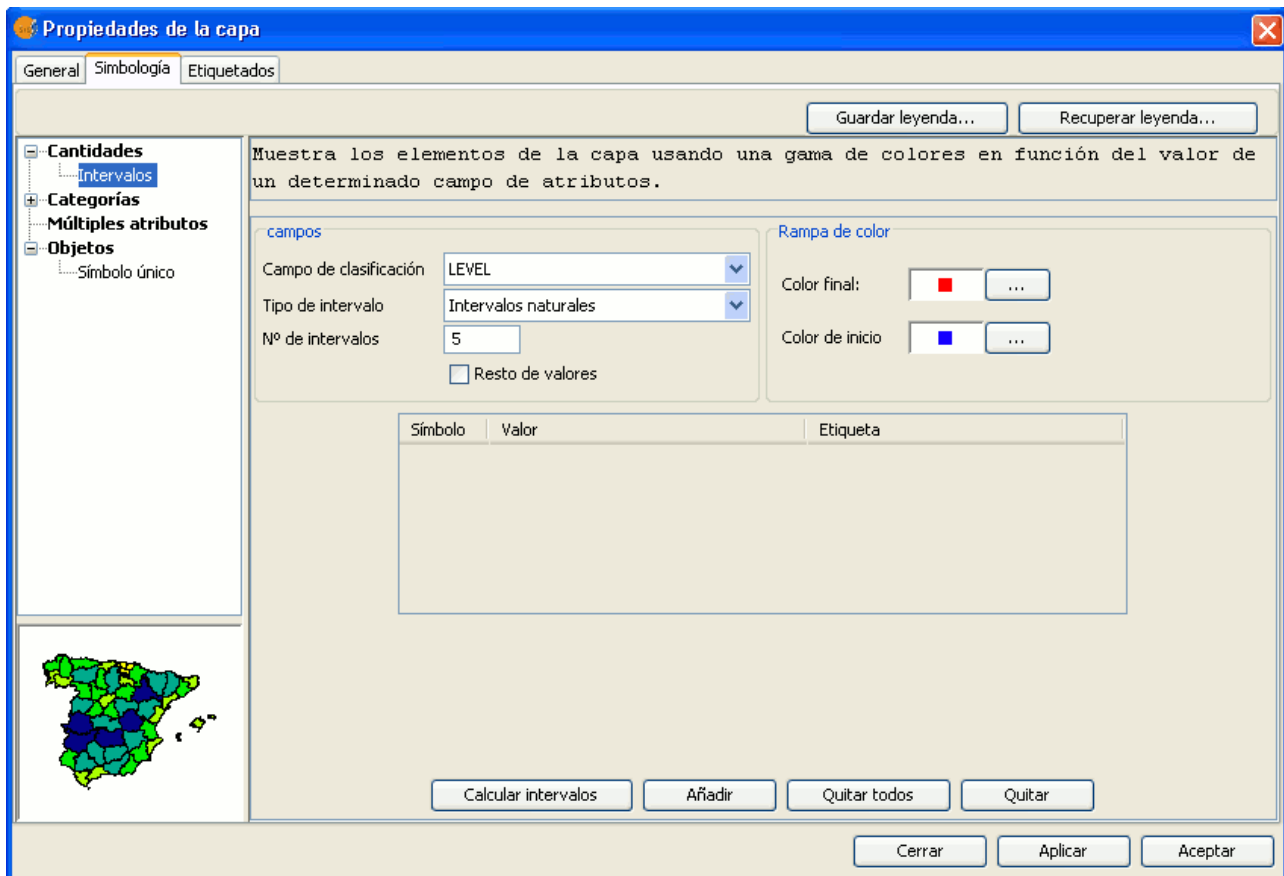 Propiedades de la capa
General Simbología Etiquetados
Guardar leyenda... Recuperar leyenda...
Cantidades
Intervalos
Categorías
Múltiples atributos
Objetos
Símbolo único
Muestra los elementos de la capa usando una gama de colores en función del valor de
un determinado campo de atributos.
campos
Campo de clasificación LEVEL
Tipo de intervalo Intervalos naturales
Nº de intervalos 5
Resto de valores
Rampa de color
Color final: ...
Color de inicio ...
Símbolo Valor Etiqueta
Calcular intervalos Añadir Quitar todos Quitar
Cerrar Aplicar Aceptar